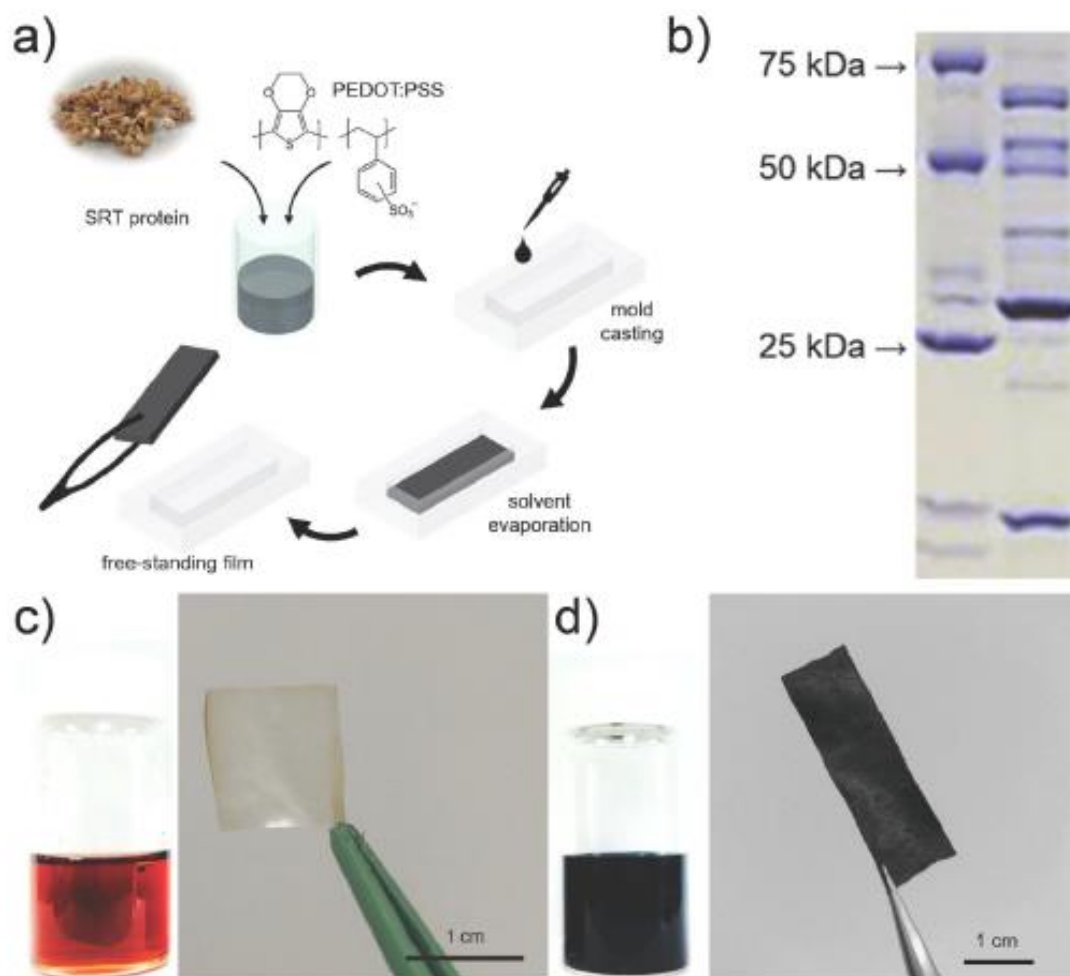 a)
PEDOT:PSS
O
O
S
SO₃⁻
SRT protein
mold
casting
solvent
evaporation
free-standing film
b)
75 kDa →
50 kDa →
25 kDa →
c)
1 cm
d)
1 cm